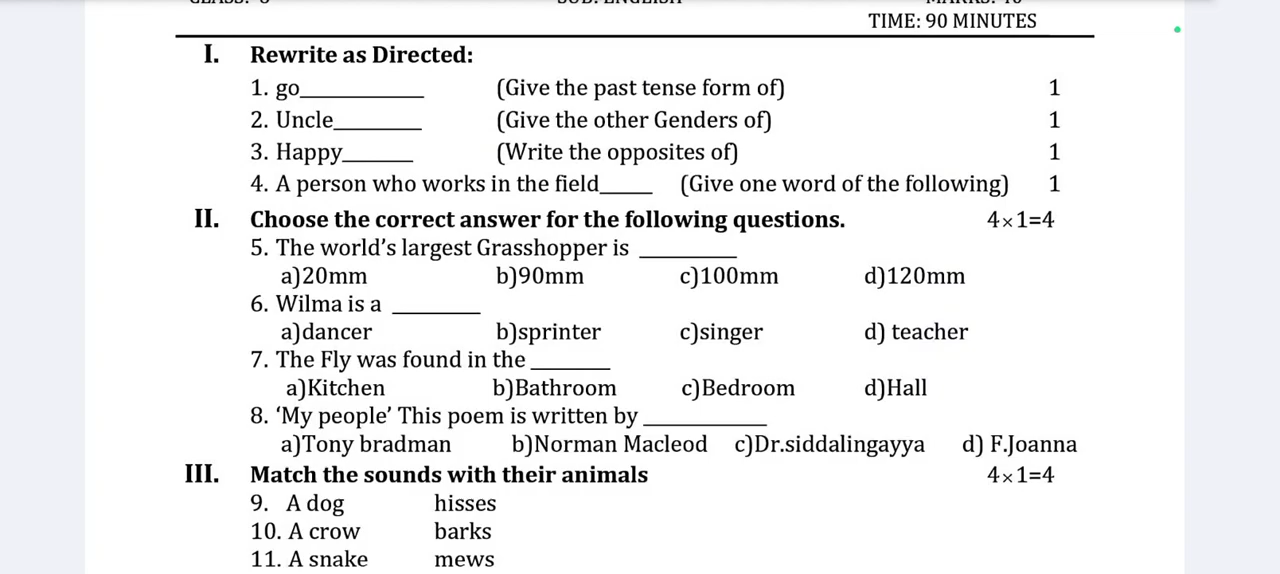 TIME: 90 MINUTES
I. Rewrite as Directed:
1. go____________ (Give the past tense form of) 1
2. Uncle_________ (Give the other Genders of) 1
3. Happy_______ (Write the opposites of) 1
4. A person who works in the field_____ (Give one word of the following) 1
II. Choose the correct answer for the following questions. 4×1=4
5. The world’s largest Grasshopper is __________
a)20mm b)90mm c)100mm d)120mm
6. Wilma is a _________
a)dancer b)sprinter c)singer d) teacher
7. The Fly was found in the ________
a)Kitchen b)Bathroom c)Bedroom d)Hall
8. ‘My people’ This poem is written by ____________
a)Tony bradman b)Norman Macleod c)Dr.siddalingayya d) F.Joanna
III. Match the sounds with their animals 4×1=4
9. A dog hisses
10. A crow barks
11. A snake mews